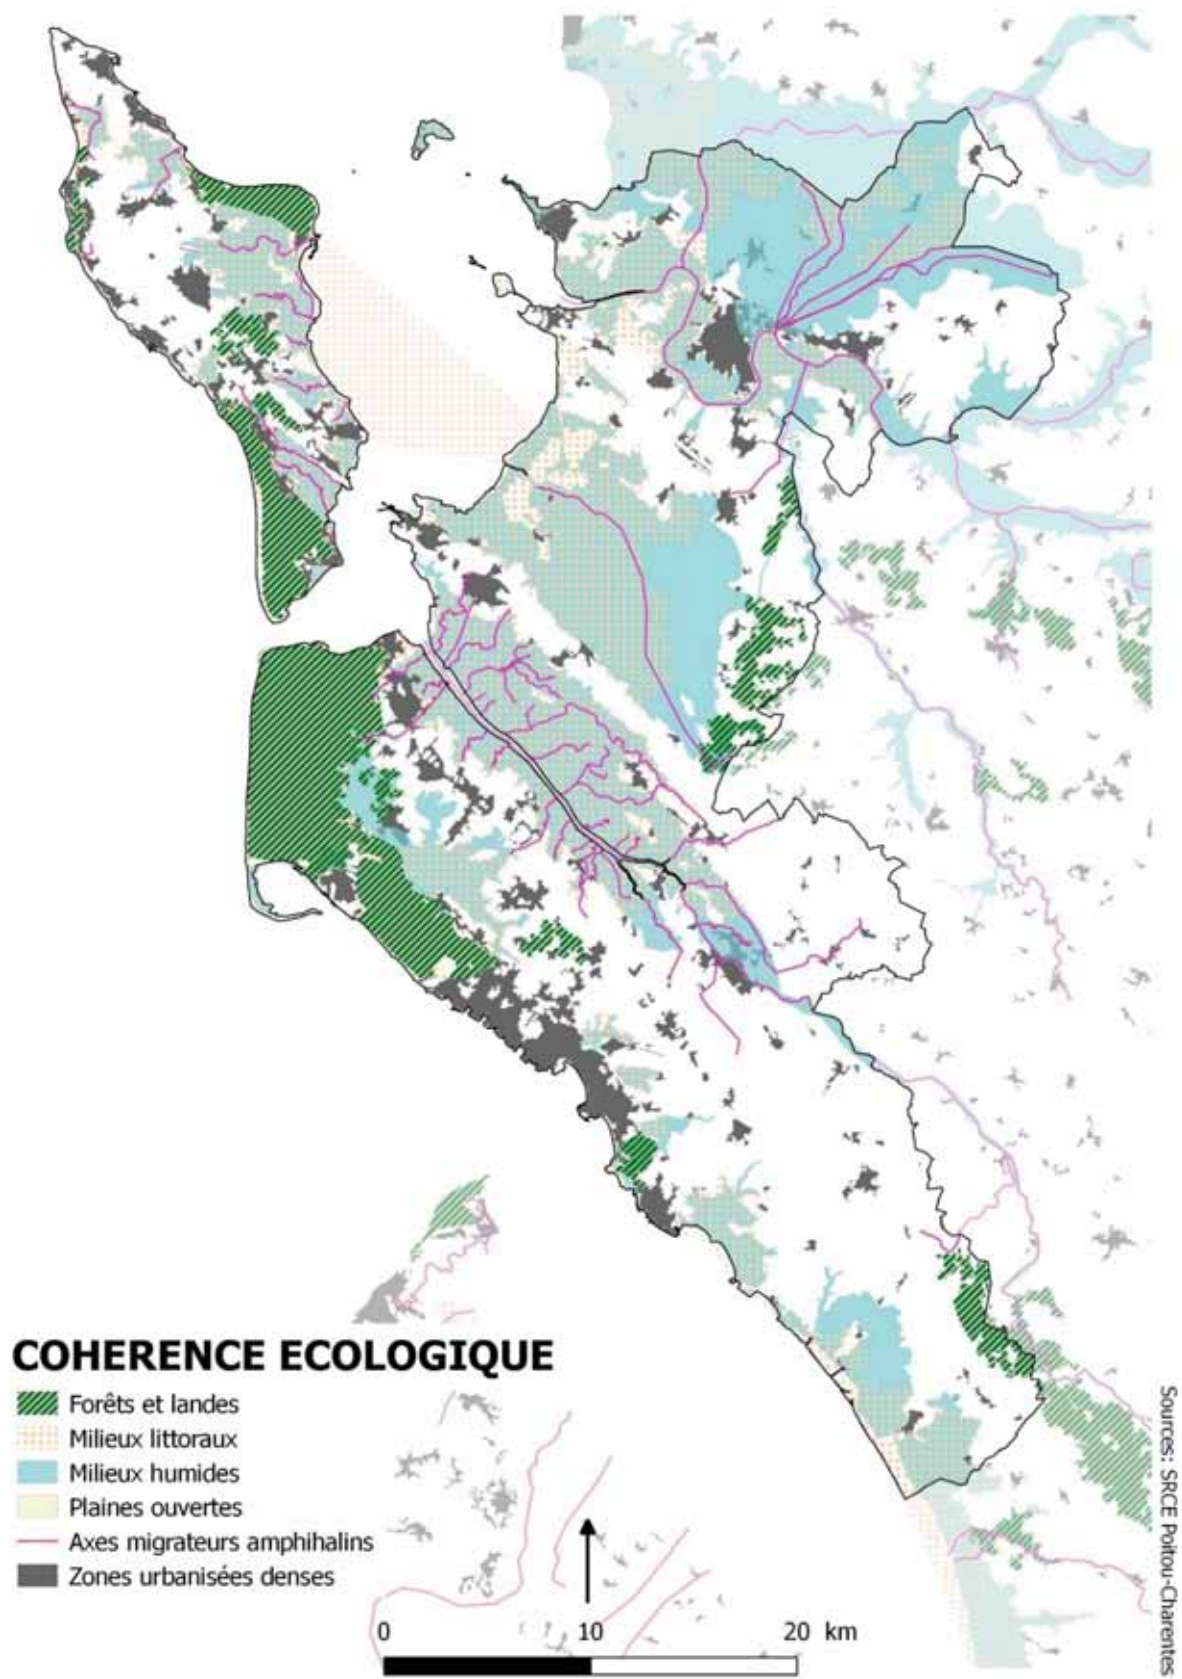 COHERENCE ECOLOGIQUE
Forêts et landes
Milieux littoraux
Milieux humides
Plaines ouvertes
Axes migrateurs amphihalins
Zones urbanisées denses
0 10 20 km
Sources: SRCE Poitou-Charentes